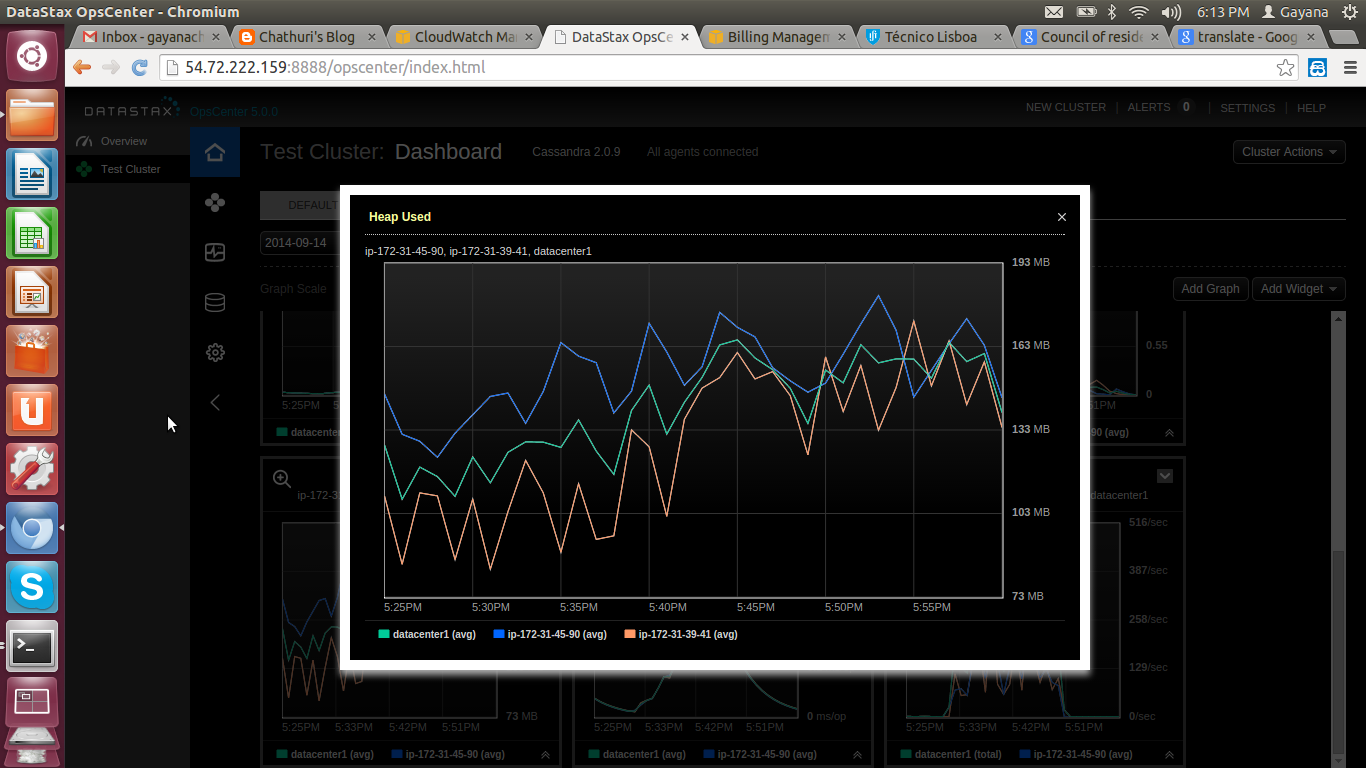 DataStax OpsCenter - Chromium
6:13 PM Gayana
Inbox - gayanach
Chathuri's Blog
CloudWatch Ma
DataStax OpsCe
Billing Managem
Técnico Lisboa
Council of reside
translate - Goog
54.72.222.159:8888/opscenter/index.html
DATASTAX OpsCenter 5.0.0
NEW CLUSTER | ALERTS 0 | SETTINGS | HELP
Overview
Test Cluster
Test Cluster: Dashboard Cassandra 2.0.9 All agents connected
Cluster Actions
DEFAULT
2014-09-14
Graph Scale
Add Graph
Add Widget
Heap Used
ip-172-31-45-90, ip-172-31-39-41, datacenter1
193 MB
163 MB
133 MB
103 MB
73 MB
5:25PM 5:30PM 5:35PM 5:40PM 5:45PM 5:50PM 5:55PM
datacenter1 (avg) ip-172-31-45-90 (avg) ip-172-31-39-41 (avg)
0.55
0
5:25PM
51PM
datacenter1
90 (avg)
ip-172-3
datacenter1
516/sec
387/sec
258/sec
129/sec
0/sec
73 MB
0 ms/op
5:25PM 5:33PM 5:42PM 5:51PM
5:25PM 5:33PM 5:42PM 5:51PM
5:25PM 5:33PM 5:42PM 5:51PM
datacenter1 (avg) ip-172-31-45-90 (avg)
datacenter1 (avg) ip-172-31-45-90 (avg)
datacenter1 (total) ip-172-31-45-90 (avg)